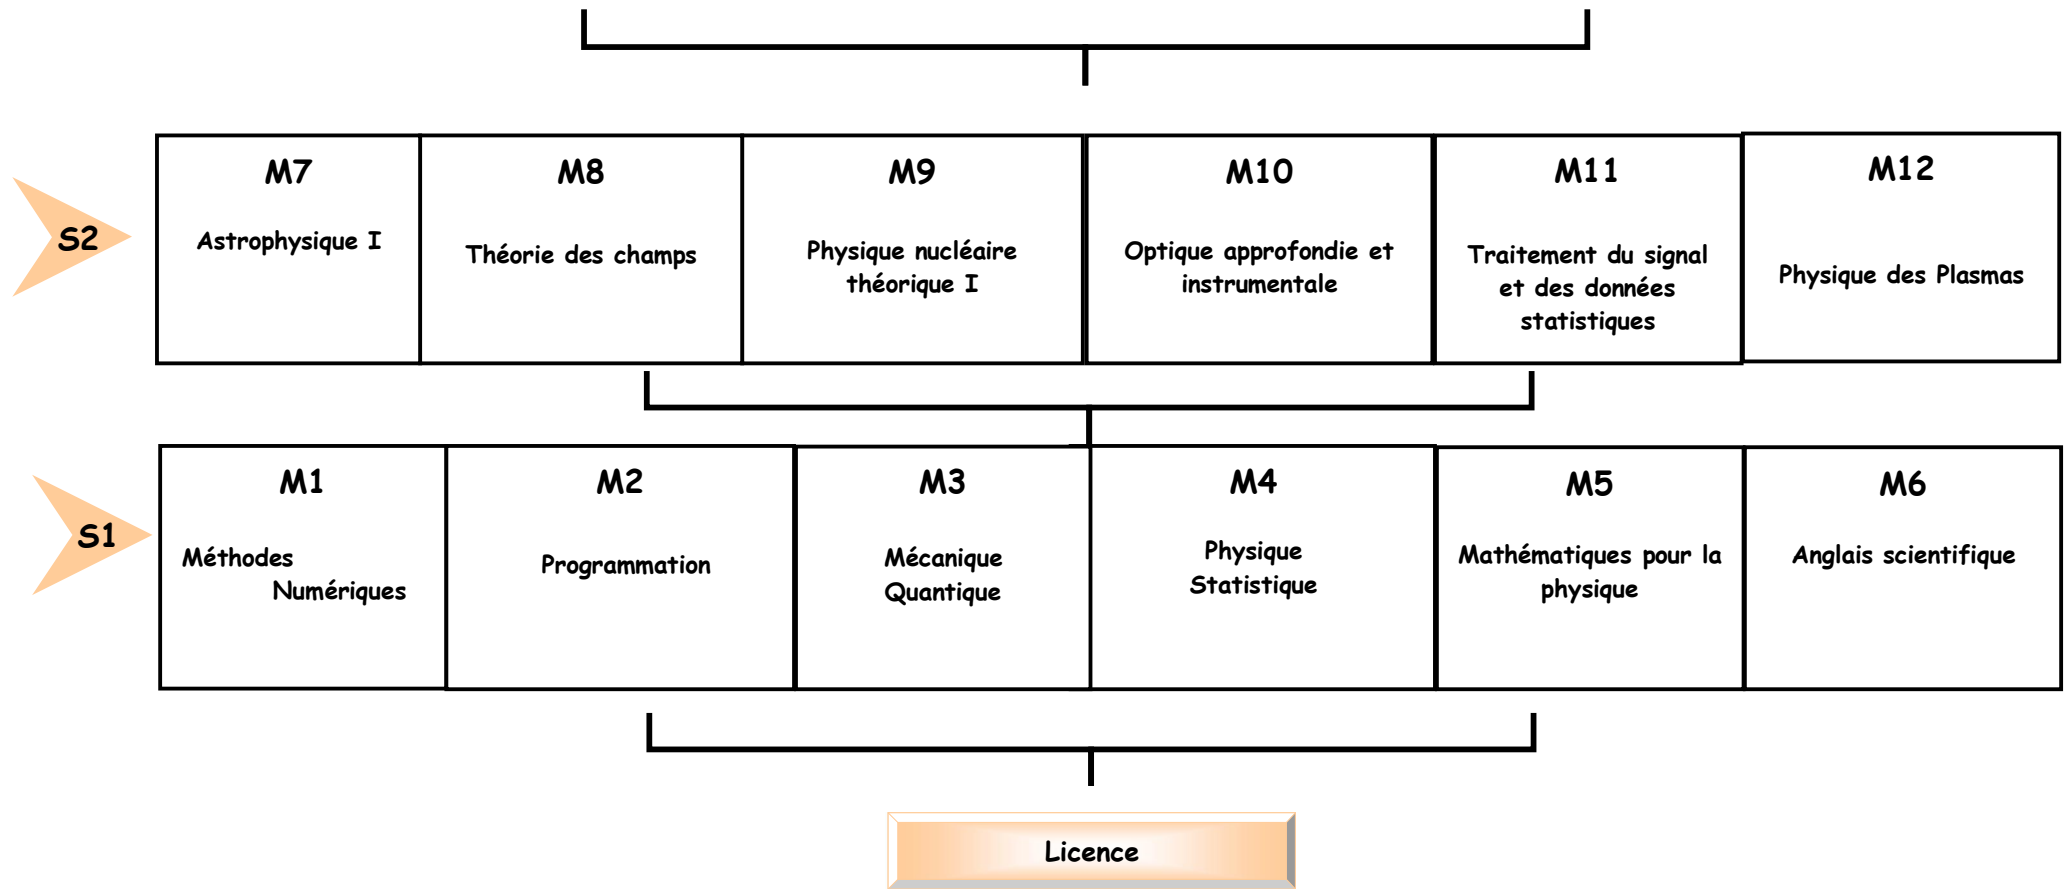 S2
M7
Astrophysique I
M8
Théorie des champs
M9
Physique nucléaire
théorique I
M10
Optique approfondie et
instrumentale
M11
Traitement du signal
et des données
statistiques
M12
Physique des Plasmas
S1
M1
Méthodes
Numériques
M2
Programmation
M3
Mécanique
Quantique
M4
Physique
Statistique
M5
Mathématiques pour la
physique
M6
Anglais scientifique
Licence